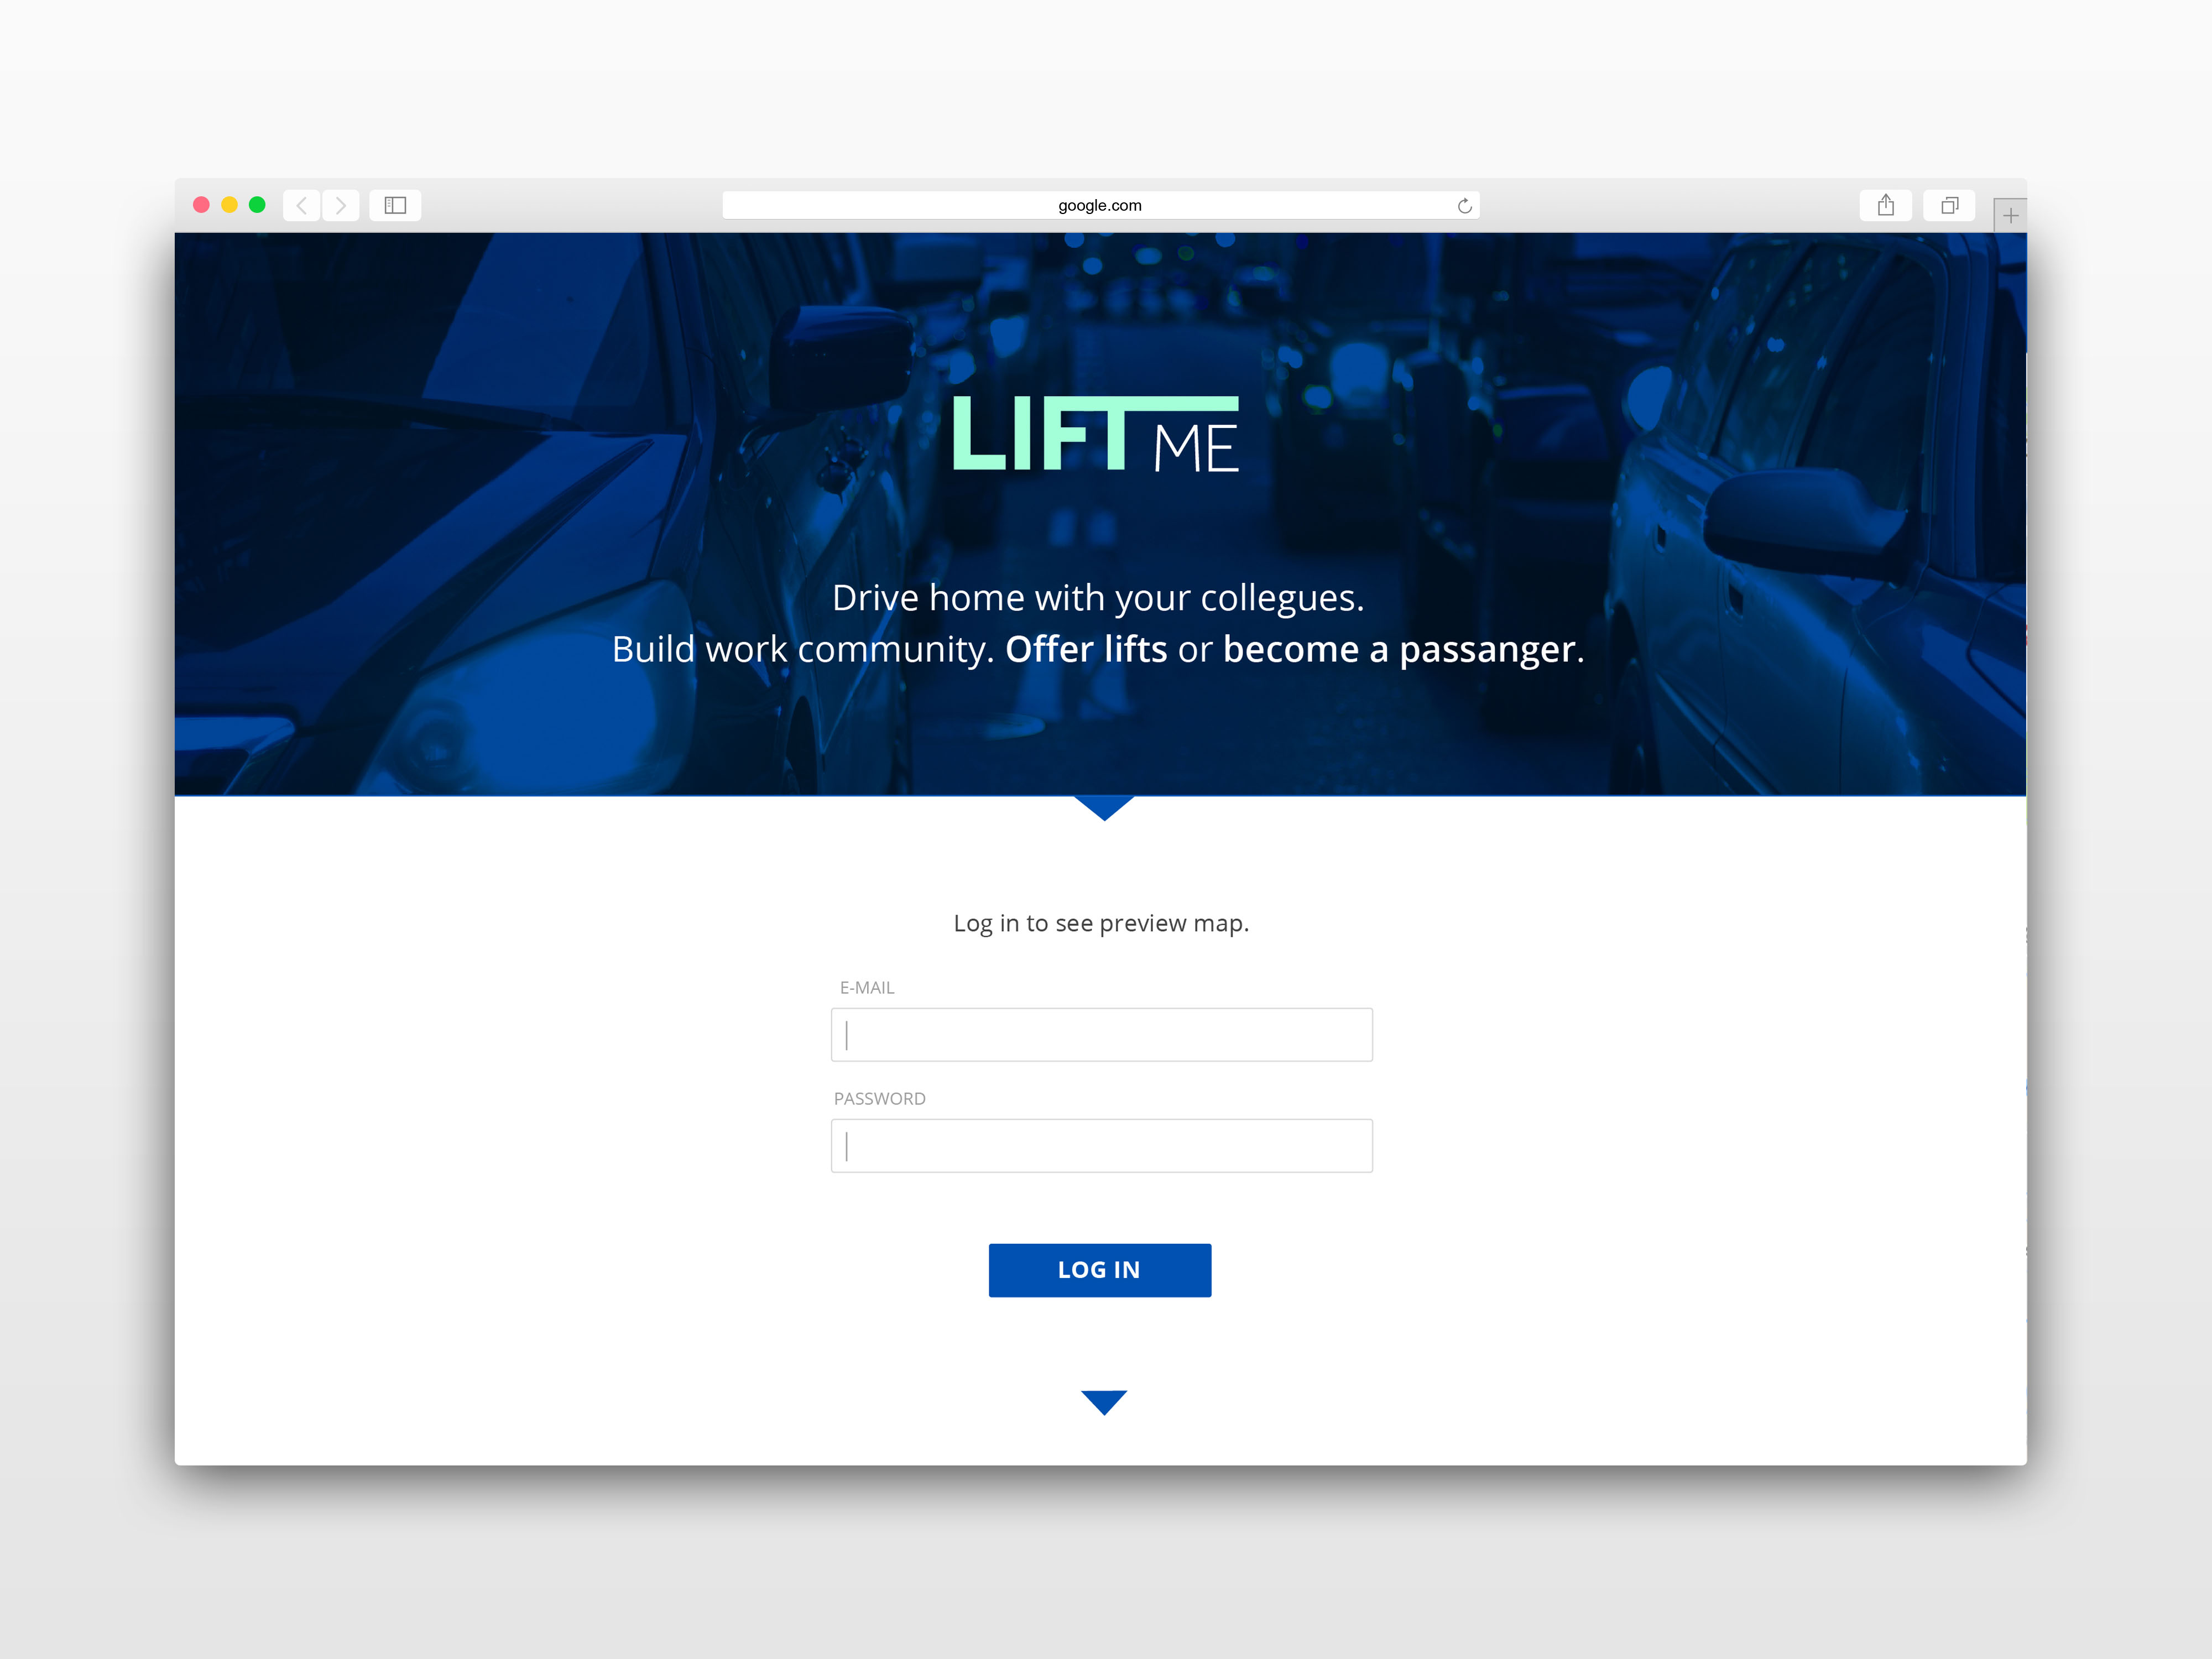 google.com
LIFT ME
Drive home with your collegues.
Build work community. Offer lifts or become a passanger.
Log in to see preview map.
E-MAIL
PASSWORD
LOG IN